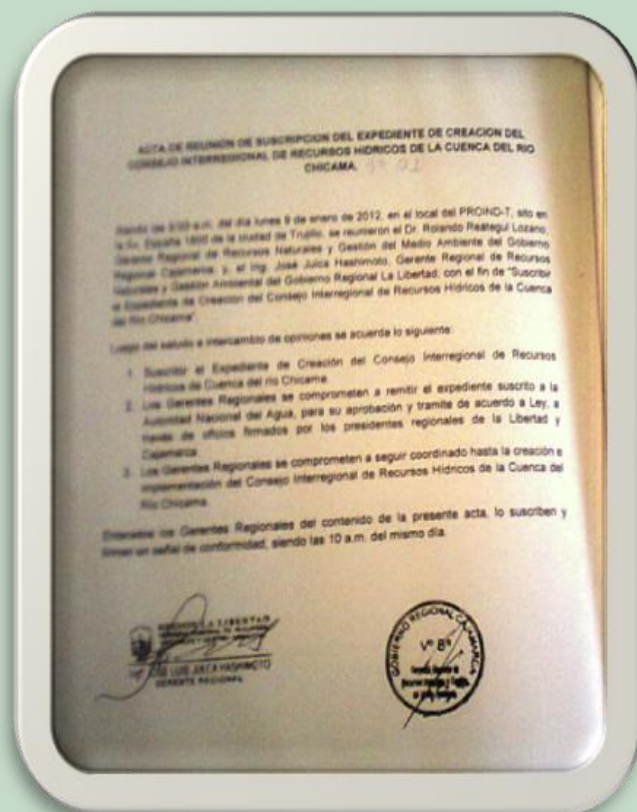 ACTA DE REUNIÓN DE SUSCRIPCION DEL EXPEDIENTE DE CREACION DEL
CONSEJO INTERREGIONAL DE RECURSOS HIDRICOS DE LA CUENCA DEL RIO
CHICAMA.
Siendo las 9:00 a.m. del día lunes 9 de enero de 2012, en el local del PROIND-T, sito en
la Av. España 1800 de la ciudad de Trujillo, se reunieron el Dr. Rolando Reátegui Lozano,
Gerente Regional de Recursos Naturales y Gestión del Medio Ambiente del Gobierno
Regional Cajamarca; y, el Ing. José Julca Hashimoto, Gerente Regional de Recursos
Naturales y Gestión Ambiental del Gobierno Regional La Libertad; con el fin de "Suscribir
el Expediente de Creación del Consejo Interregional de Recursos Hídricos de la Cuenca
del Río Chicama".
Luego del saludo e intercambio de opiniones se acuerda lo siguiente:
1. Suscribir el Expediente de Creación del Consejo Interregional de Recursos
Hídricos de Cuenca del río Chicama.
2. Los Gerentes Regionales se comprometen a remitir el expediente suscrito a la
Autoridad Nacional del Agua, para su aprobación y tramite de acuerdo a Ley, a
través de oficios firmados por los presidentes regionales de la Libertad y
Cajamarca.
3. Los Gerentes Regionales se comprometen a seguir coordinado hasta la creación e
implementación del Consejo Interregional de Recursos Hídricos de la Cuenca del
Río Chicama.
Enterados los Gerentes Regionales del contenido de la presente acta, lo suscriben y
firman en señal de conformidad, siendo las 10 a.m. del mismo día.
LA LIBERTAD
JOSE LUIS JULCA HASHIMOTO
GERENTE REGIONAL
GOBIERNO REGIONAL CAJAMARCA
Vº Bº